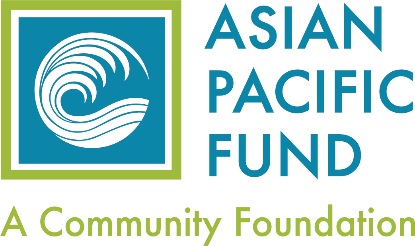 ASIAN
PACIFIC
FUND
A Community Foundation